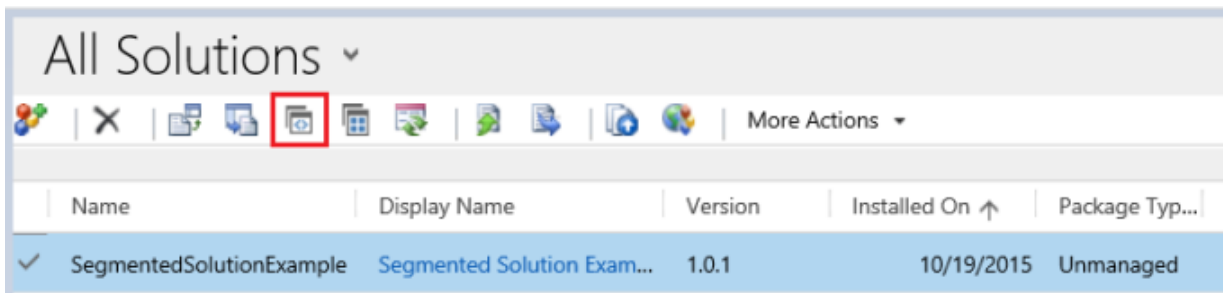 All Solutions
More Actions
Name Display Name Version Installed On Package Typ...
SegmentedSolutionExample Segmented Solution Exam... 1.0.1 10/19/2015 Unmanaged